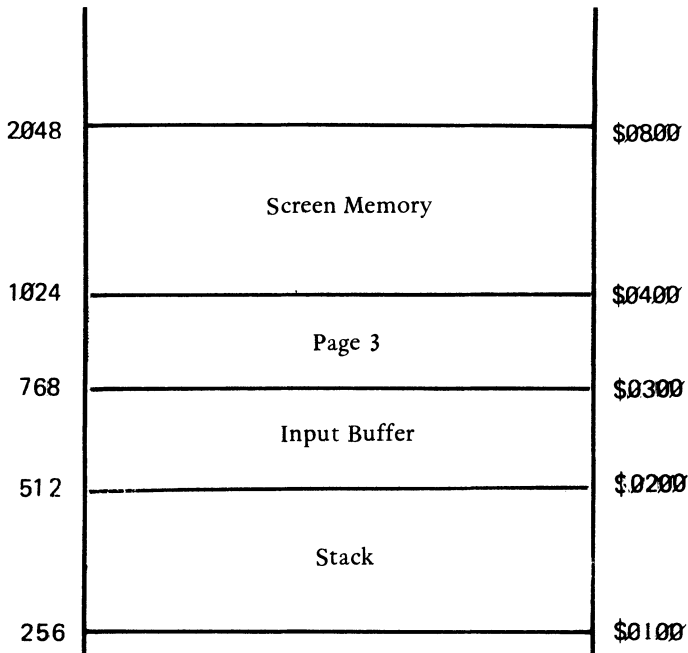 2048 $0800
Screen Memory
1024 $0400
Page 3
768 $0300
Input Buffer
512 $0200
Stack
256 $0100